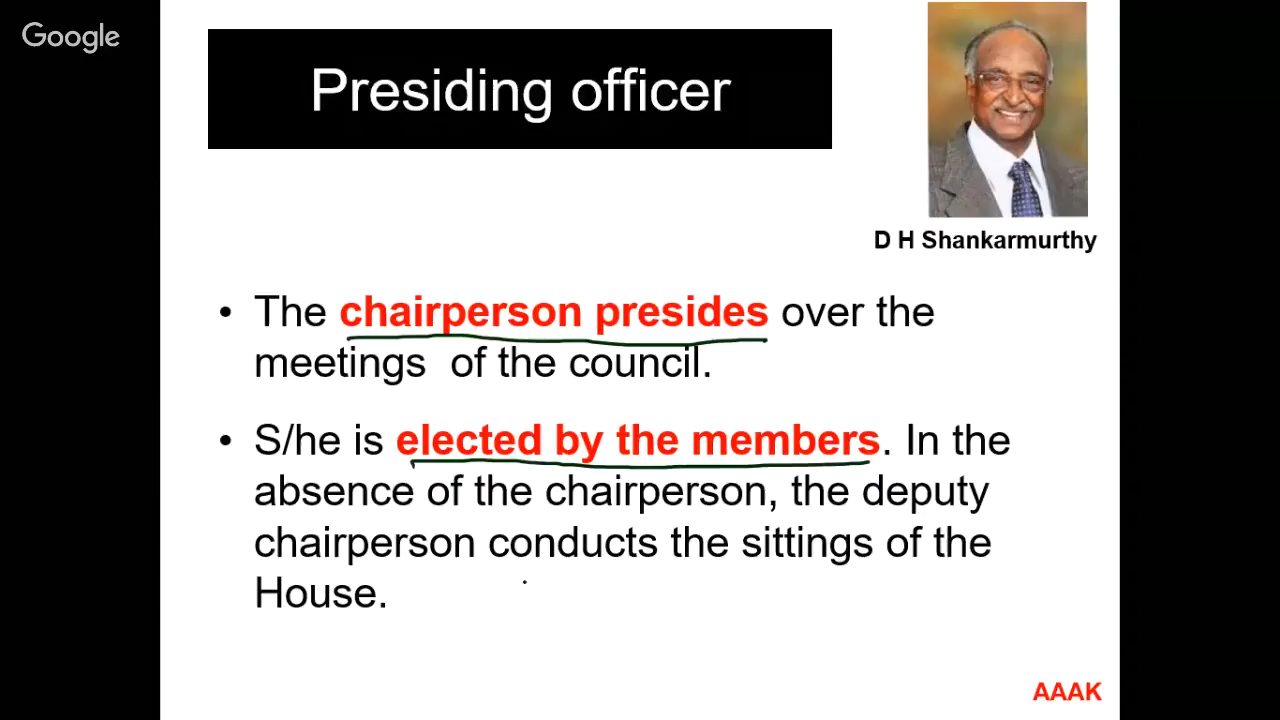 Google
Presiding officer
D H Shankarmurthy
• The chairperson presides over the
meetings of the council.
• S/he is elected by the members. In the
absence of the chairperson, the deputy
chairperson conducts the sittings of the
House.
AAAK